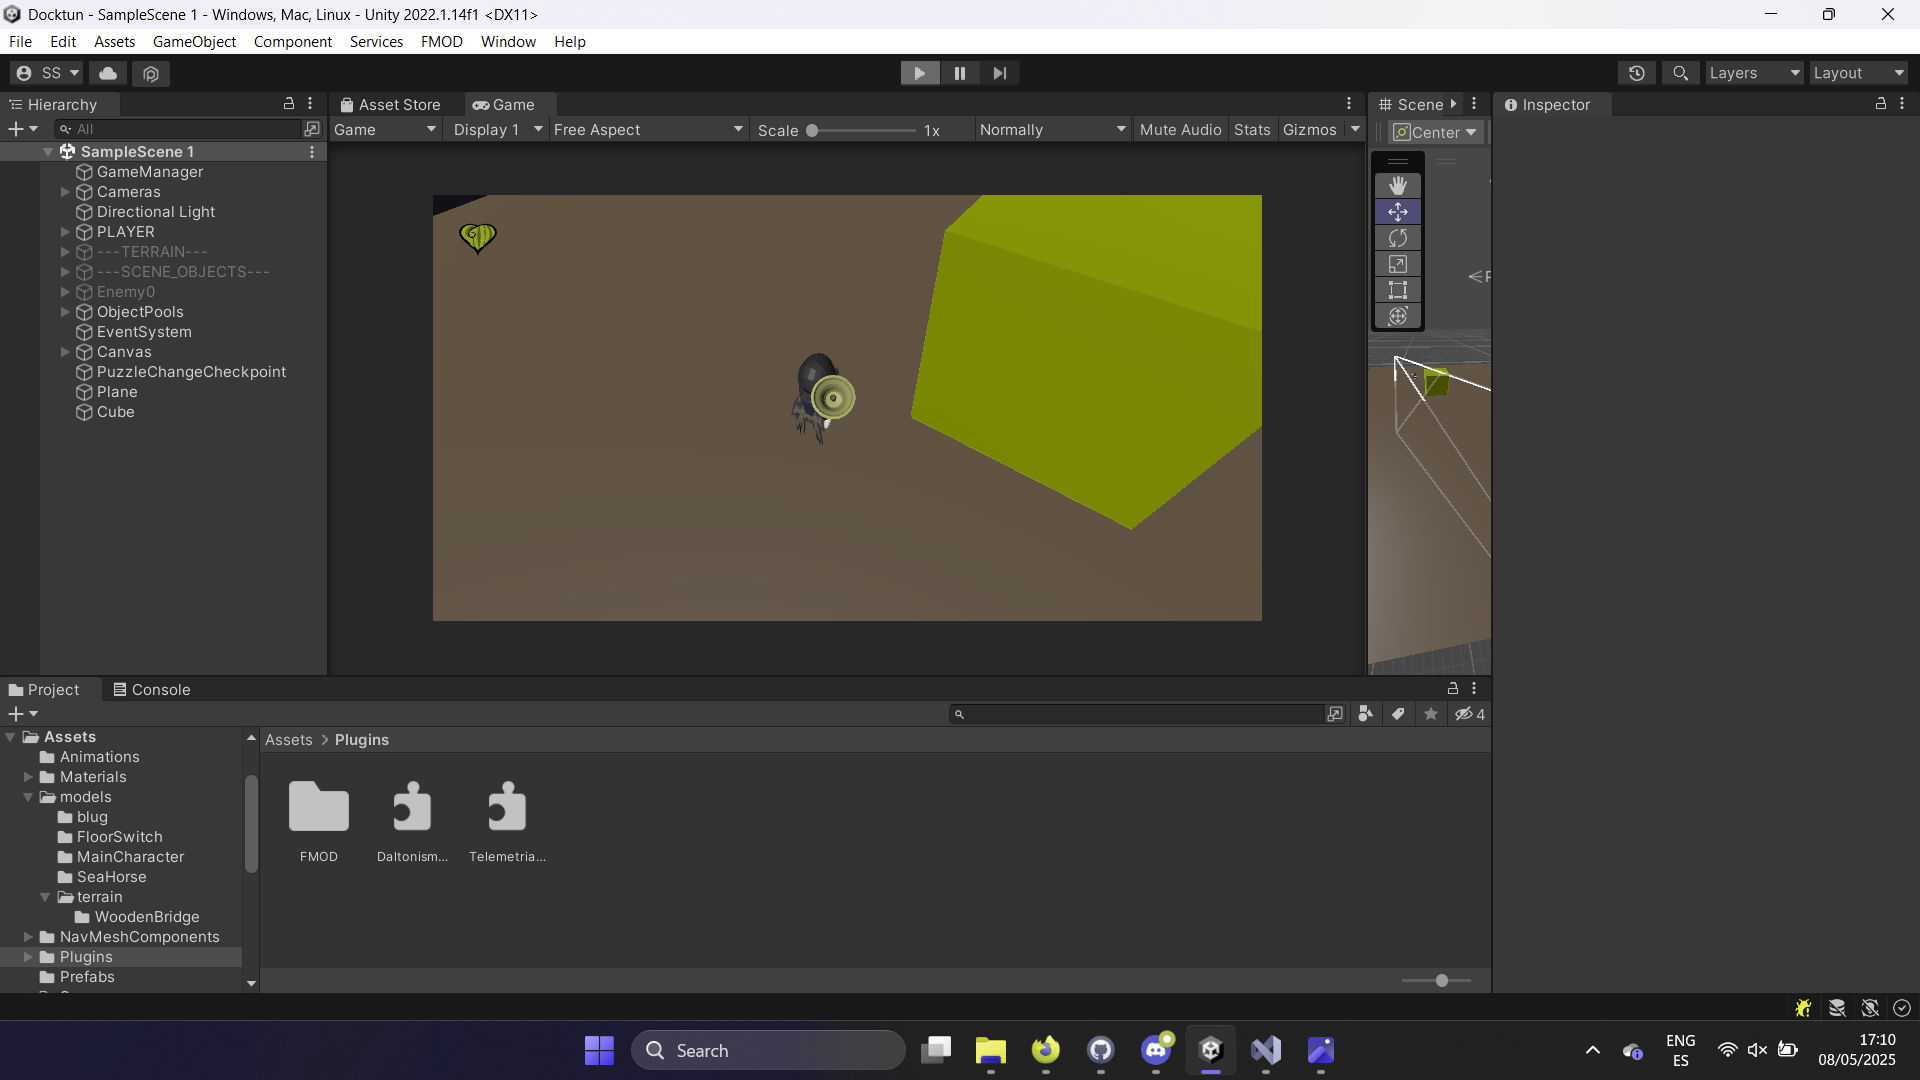 Docktun - SampleScene 1 - Windows, Mac, Linux - Unity 2022.1.14f1 <DX11>
File Edit Assets GameObject Component Services FMOD Window Help
SS Layers Layout
Hierarchy Asset Store Game Scene Inspector
All Game Display 1 Free Aspect Scale 1x Normally Mute Audio Stats Gizmos Center
SampleScene 1
GameManager
Cameras
Directional Light
PLAYER
---TERRAIN---
---SCENE_OBJECTS---
Enemy0
ObjectPools
EventSystem
Canvas
PuzzleChangeCheckpoint
Plane
Cube
Project Console
4
Assets
Assets > Plugins
Animations
Materials
models
blug
FloorSwitch
MainCharacter
SeaHorse
terrain
WoodenBridge
NavMeshComponents
Plugins
Prefabs
FMOD Daltonism... Telemetria...
Search
ENG
ES
17:10
08/05/2025